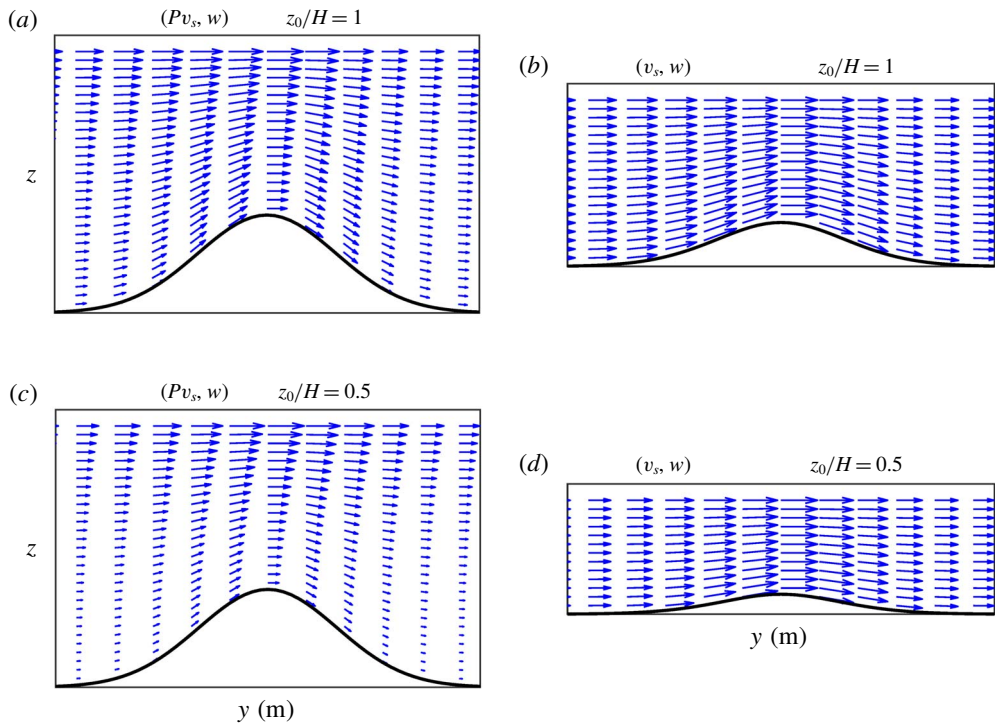 (a) (Pv_s, w) z_0/H = 1
z
(b) (v_s, w) z_0/H = 1
(c) (Pv_s, w) z_0/H = 0.5
z
y (m)
(d) (v_s, w) z_0/H = 0.5
y (m)